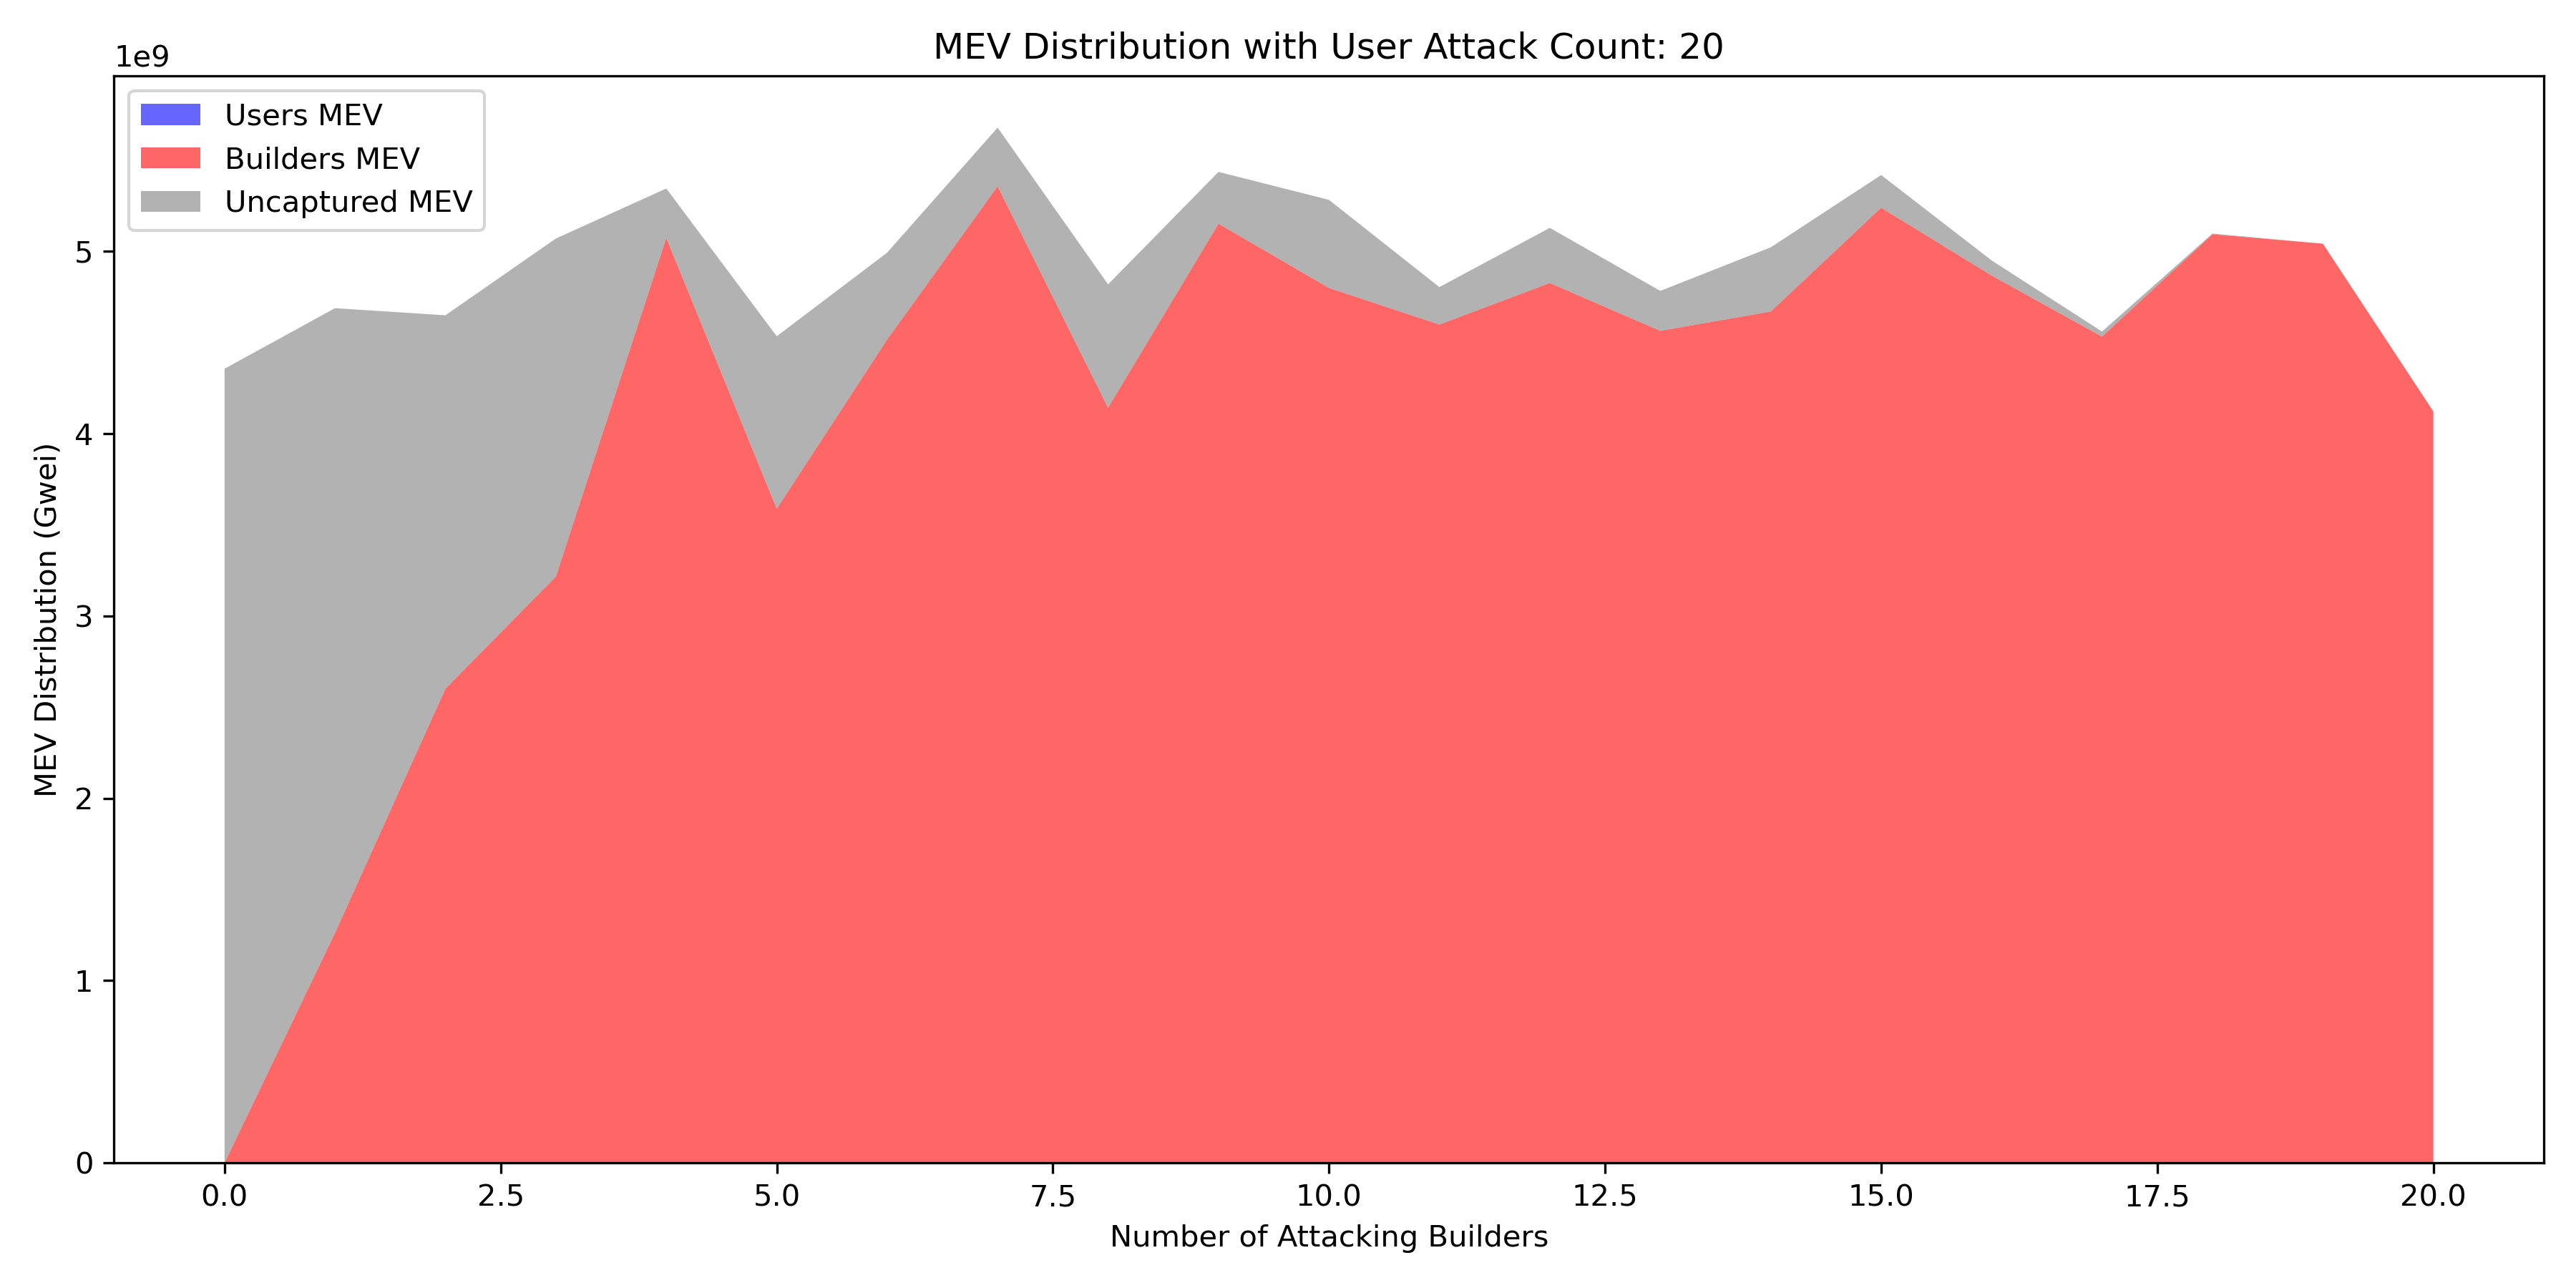 MEV Distribution with User Attack Count: 20
1e9
Users MEV
Builders MEV
Uncaptured MEV
MEV Distribution (Gwei)
5
4
3
2
1
0
0.0 2.5 5.0 7.5 10.0 12.5 15.0 17.5 20.0
Number of Attacking Builders